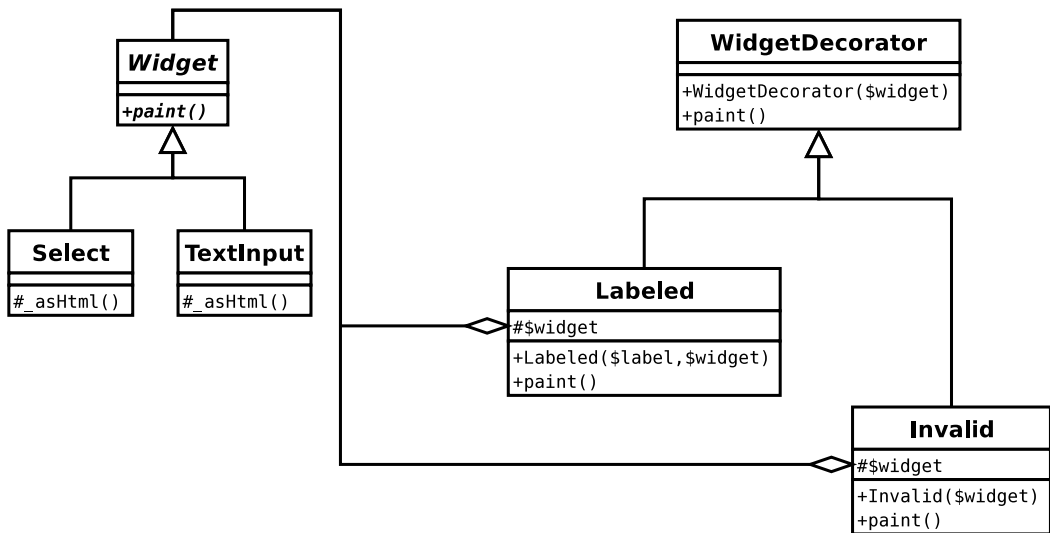 Widget
+paint()
WidgetDecorator
+WidgetDecorator($widget)
+paint()
Select
#_asHtml()
TextInput
#_asHtml()
Labeled
#$widget
+Labeled($label,$widget)
+paint()
Invalid
#$widget
+Invalid($widget)
+paint()